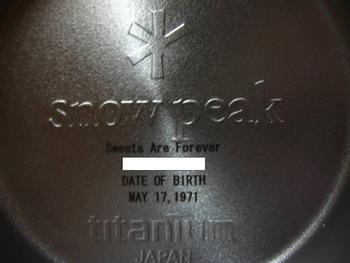 snow peak
Sweets Are Forever
DATE OF BIRTH
MAY 17, 1971
titanium
JAPAN